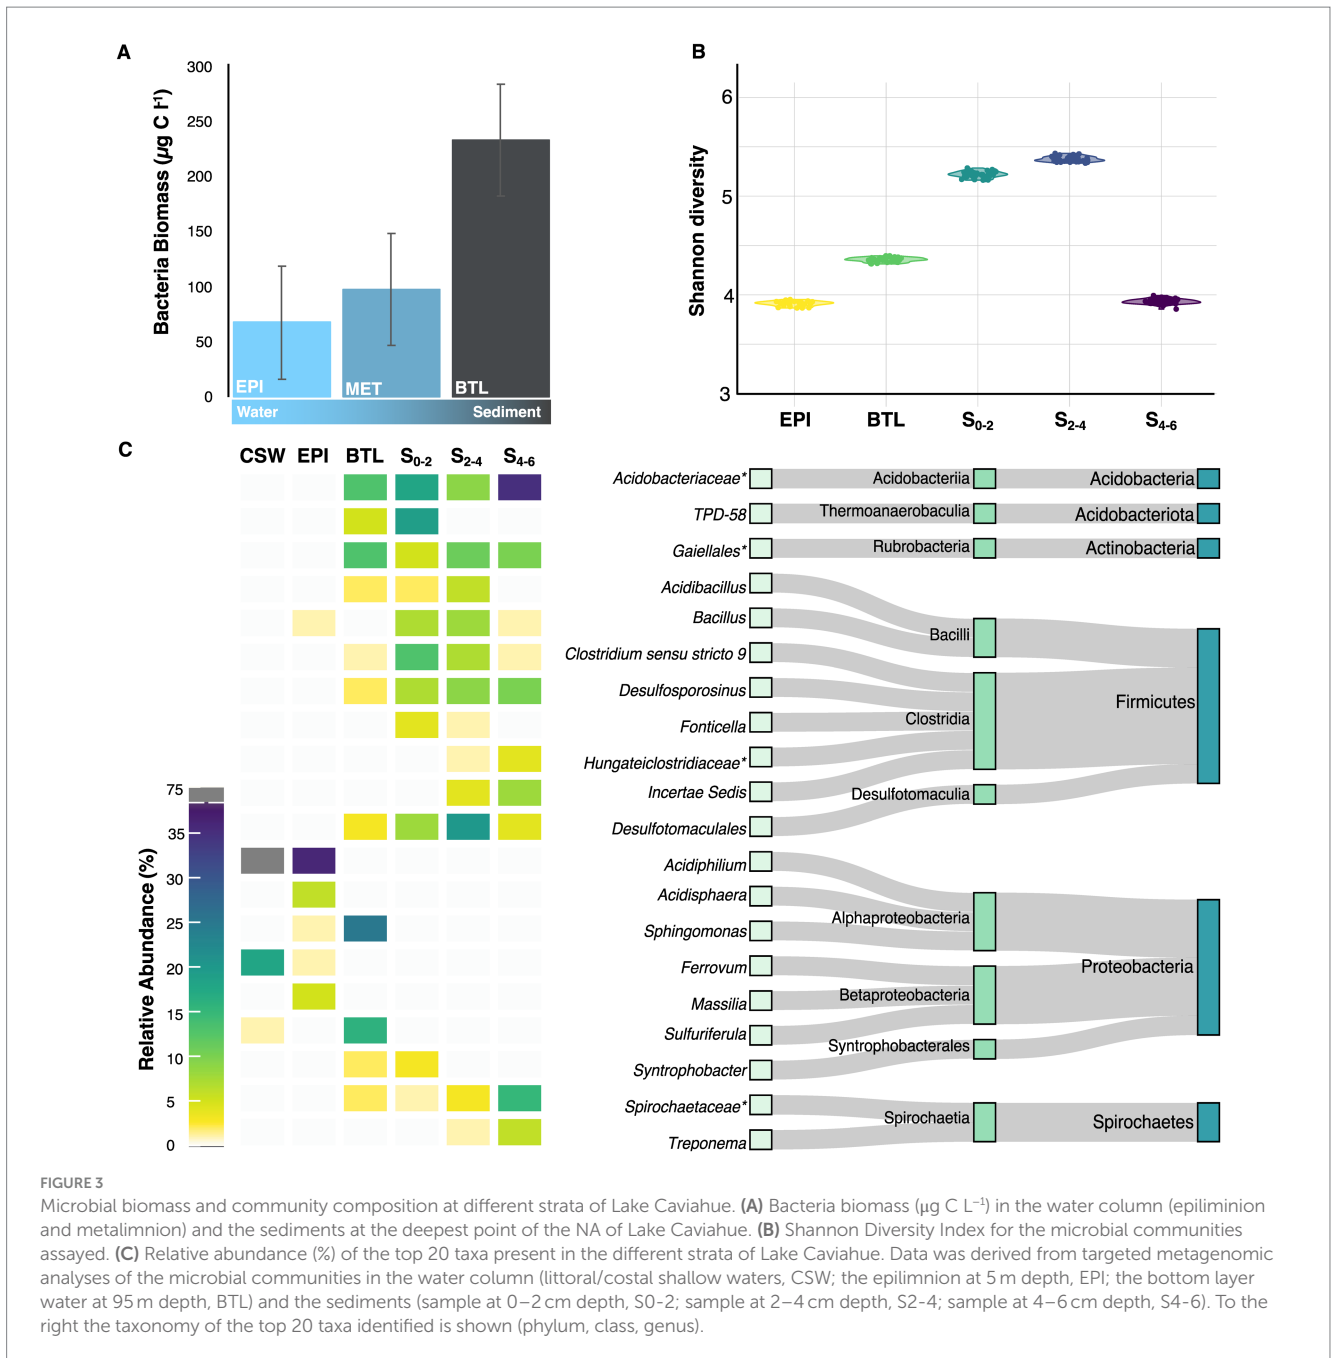 A
300
250
200
150
100
50
0
Bacteria Biomass (µg C l⁻¹)
EPI
MET
BTL
Water
Sediment
B
6
5
4
3
Shannon diversity
EPI
BTL
S0-2
S2-4
S4-6
C
CSW
EPI
BTL
S0-2
S2-4
S4-6
75
35
30
25
20
15
10
5
0
Relative Abundance (%)
Acidobacteriaceae* Acidobacteriia Acidobacteria
TPD-58 Thermoanaerobaculia Acidobacteriota
Gaiellales* Rubrobacteria Actinobacteria
Acidibacillus
Bacillus
Bacilli
Clostridium sensu stricto 9
Desulfosporosinus
Firmicutes
Fonticella
Clostridia
Hungateiclostridiaceae*
Incertae Sedis
Desulfotomaculia
Desulfotomaculales
Acidiphilium
Acidisphaera
Alphaproteobacteria
Sphingomonas
Ferrovum
Proteobacteria
Massilia
Betaproteobacteria
Sulfuriferula
Syntrophobacterales
Syntrophobacter
Spirochaetaceae*
Spirochaetia
Spirochaetes
Treponema
FIGURE 3
Microbial biomass and community composition at different strata of Lake Caviahue. (A) Bacteria biomass (µg C L⁻¹) in the water column (epiliminion
and metalimnion) and the sediments at the deepest point of the NA of Lake Caviahue. (B) Shannon Diversity Index for the microbial communities
assayed. (C) Relative abundance (%) of the top 20 taxa present in the different strata of Lake Caviahue. Data was derived from targeted metagenomic
analyses of the microbial communities in the water column (littoral/costal shallow waters, CSW; the epilimnion at 5 m depth, EPI; the bottom layer
water at 95 m depth, BTL) and the sediments (sample at 0–2 cm depth, S0-2; sample at 2–4 cm depth, S2-4; sample at 4–6 cm depth, S4-6). To the
right the taxonomy of the top 20 taxa identified is shown (phylum, class, genus).